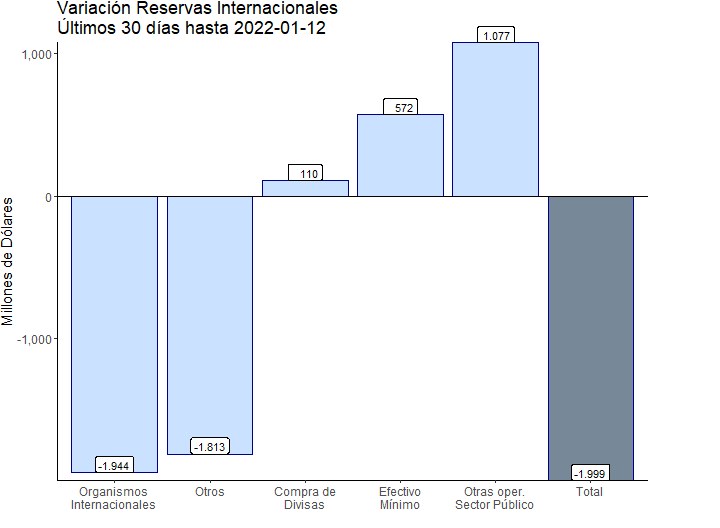 Variación Reservas Internacionales
Últimos 30 días hasta 2022-01-12
Millones de Dólares
1,000
0
-1,000
-1.944
-1.813
110
572
1.077
-1.999
Organismos
Internacionales
Otros
Compra de
Divisas
Efectivo
Mínimo
Otras oper.
Sector Público
Total